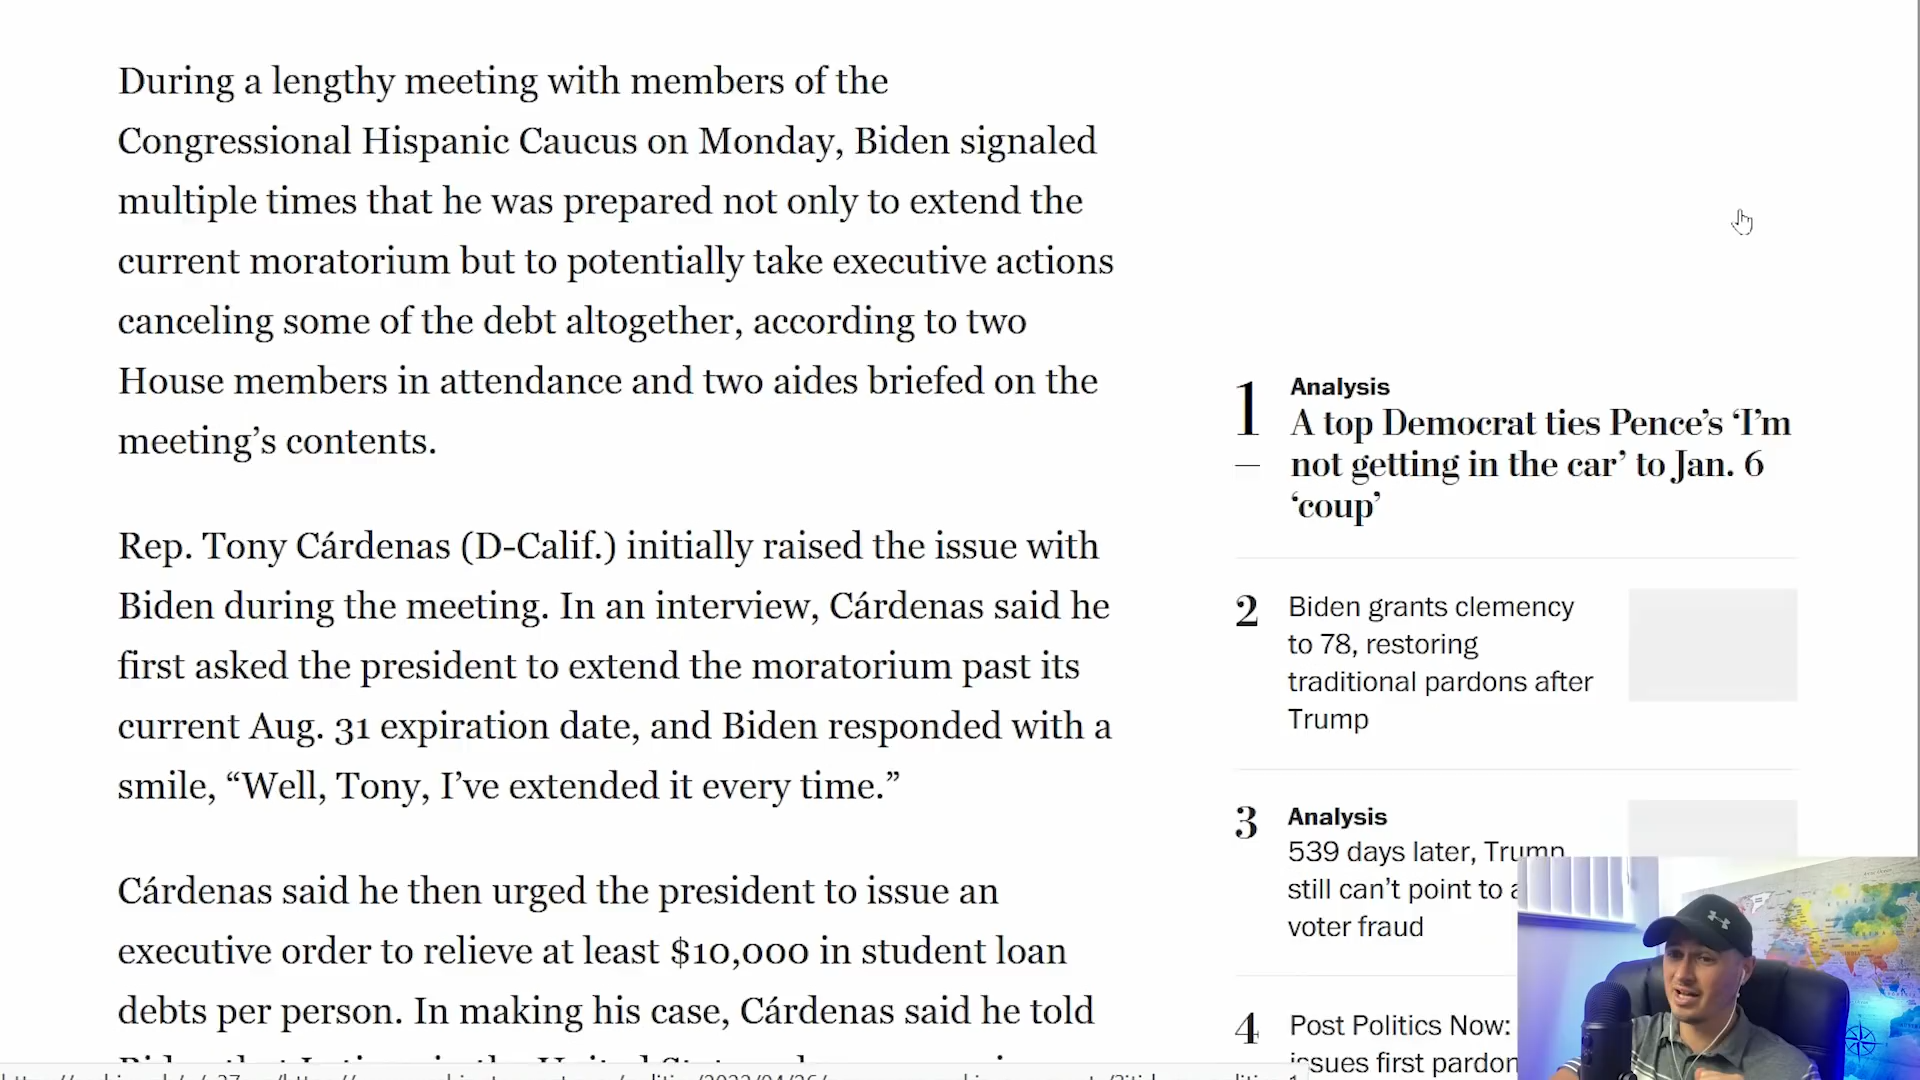 During a lengthy meeting with members of the
Congressional Hispanic Caucus on Monday, Biden signaled
multiple times that he was prepared not only to extend the
current moratorium but to potentially take executive actions
canceling some of the debt altogether, according to two
House members in attendance and two aides briefed on the
meeting’s contents.
Rep. Tony Cárdenas (D-Calif.) initially raised the issue with
Biden during the meeting. In an interview, Cárdenas said he
first asked the president to extend the moratorium past its
current Aug. 31 expiration date, and Biden responded with a
smile, “Well, Tony, I’ve extended it every time.”
Cárdenas said he then urged the president to issue an
executive order to relieve at least $10,000 in student loan
debts per person. In making his case, Cárdenas said he told
1
Analysis
A top Democrat ties Pence’s ‘I’m
not getting in the car’ to Jan. 6
‘coup’
2
Biden grants clemency
to 78, restoring
traditional pardons after
Trump
3
Analysis
539 days later, Trump
still can’t point to
voter fraud
4
Post Politics Now:
issues first pardon